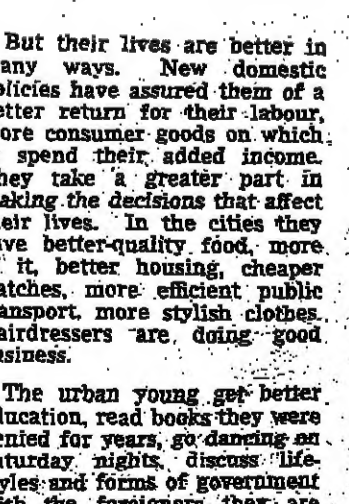 But their lives are better in
any ways. New domestic
olicies have assured them of a
etter return for their labour,
ore consumer goods on which
spend their added income.
hey take a greater part in
aking the decisions that affect
eir lives. In the cities they
ve better-quality food, more
it, better housing, cheaper
atches, more efficient public
ansport, more stylish clothes.
airdressers are doing good
usiness.
The urban young get better
ducation, read books they were
enied for years, go dancing on
aturday nights, discuss life-
yles and forms of government
ith the foreigners they are